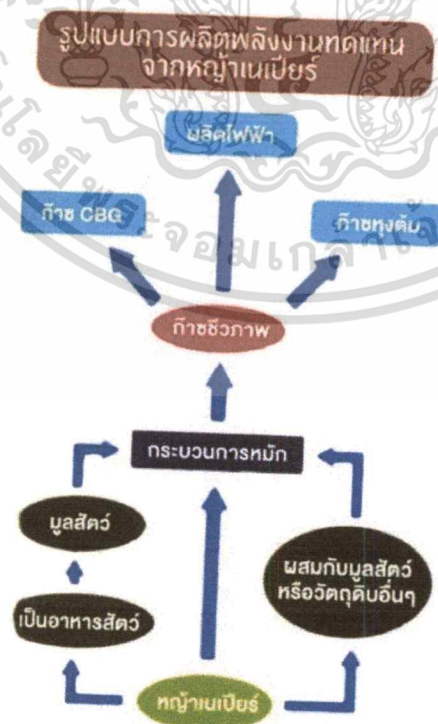 รูปแบบการผลิตพลังงานทดแทน
จากหญ้าเนเปียร์
ผลิตไฟฟ้า
ก๊าซ CBG
ก๊าซหุงต้ม
ก๊าซชีวภาพ
กระบวนการหมัก
มูลสัตว์
ผสมกับมูลสัตว์
หรือวัตถุดิบอื่นๆ
เป็นอาหารสัตว์
หญ้าเนเปียร์